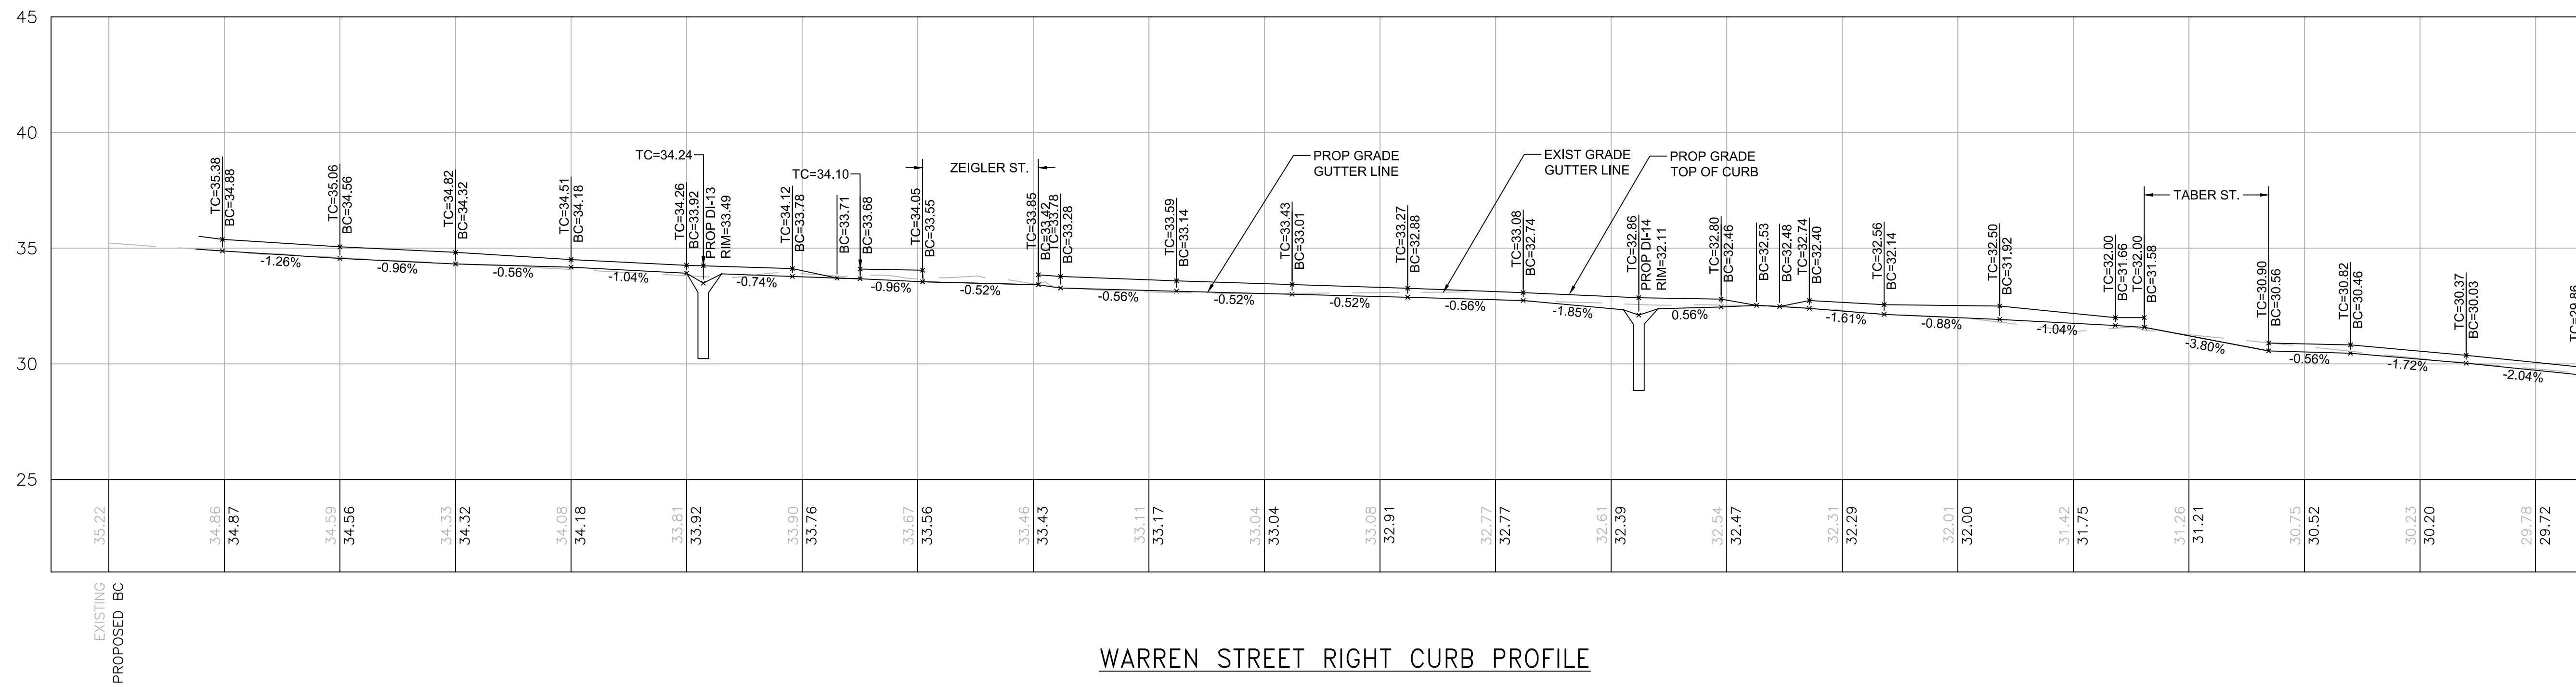 45
40
35
30
25
TC=35.38
BC=34.88
TC=35.06
BC=34.56
TC=34.82
BC=34.32
TC=34.51
BC=34.18
TC=34.26
BC=33.92
TC=34.24
PROP DI-13
RIM=33.49
TC=34.12
BC=33.78
BC=33.71
TC=34.10
BC=33.68
TC=34.05
BC=33.55
ZEIGLER ST.
TC=33.85
BC=33.42
TC=33.78
BC=33.28
TC=33.59
BC=33.14
PROP GRADE
GUTTER LINE
TC=33.43
BC=33.01
TC=33.27
BC=32.88
EXIST GRADE
GUTTER LINE
TC=33.08
BC=32.74
PROP GRADE
TOP OF CURB
TC=32.86
PROP DI-14
RIM=32.11
TC=32.80
BC=32.46
BC=32.53
BC=32.48
TC=32.74
BC=32.40
TC=32.56
BC=32.14
TC=32.50
BC=31.92
TC=32.00
BC=31.66
TC=32.00
BC=31.58
TABER ST.
TC=30.90
BC=30.56
TC=30.82
BC=30.46
TC=30.37
BC=30.03
TC=29.86
-1.26%
-0.96%
-0.56%
-1.04%
-0.74%
-0.96%
-0.52%
-0.56%
-0.52%
-0.52%
-0.56%
-1.85%
0.56%
-1.61%
-0.88%
-1.04%
-3.80%
-0.56%
-1.72%
-2.04%
35.22
34.86
34.87
34.59
34.56
34.33
34.32
34.08
34.18
33.81
33.92
33.90
33.76
33.67
33.56
33.46
33.43
33.11
33.17
33.04
33.04
33.08
32.91
32.77
32.77
32.61
32.39
32.54
32.47
32.31
32.29
32.01
32.00
31.42
31.75
31.26
31.21
30.75
30.52
30.23
30.20
29.78
29.72
EXISTING
PROPOSED BC
WARREN STREET RIGHT CURB PROFILE